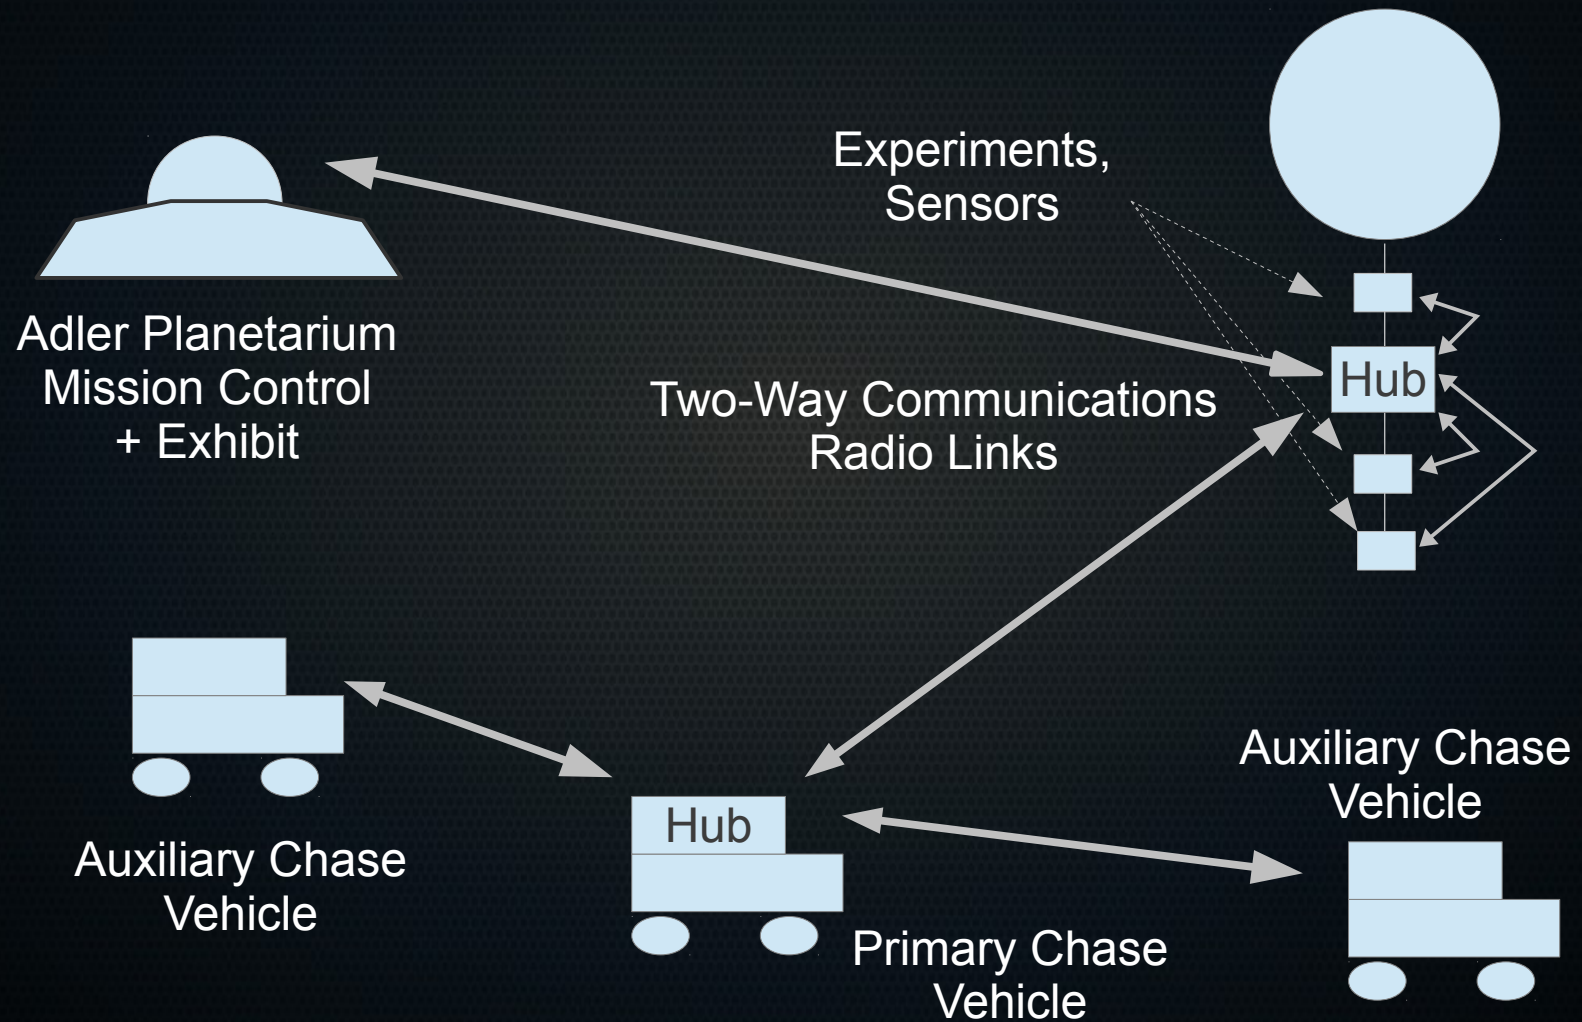 Experiments,
Sensors
Adler Planetarium
Mission Control
+ Exhibit
Hub
Two-Way Communications
Radio Links
Auxiliary Chase
Vehicle
Hub
Primary Chase
Vehicle
Auxiliary Chase
Vehicle